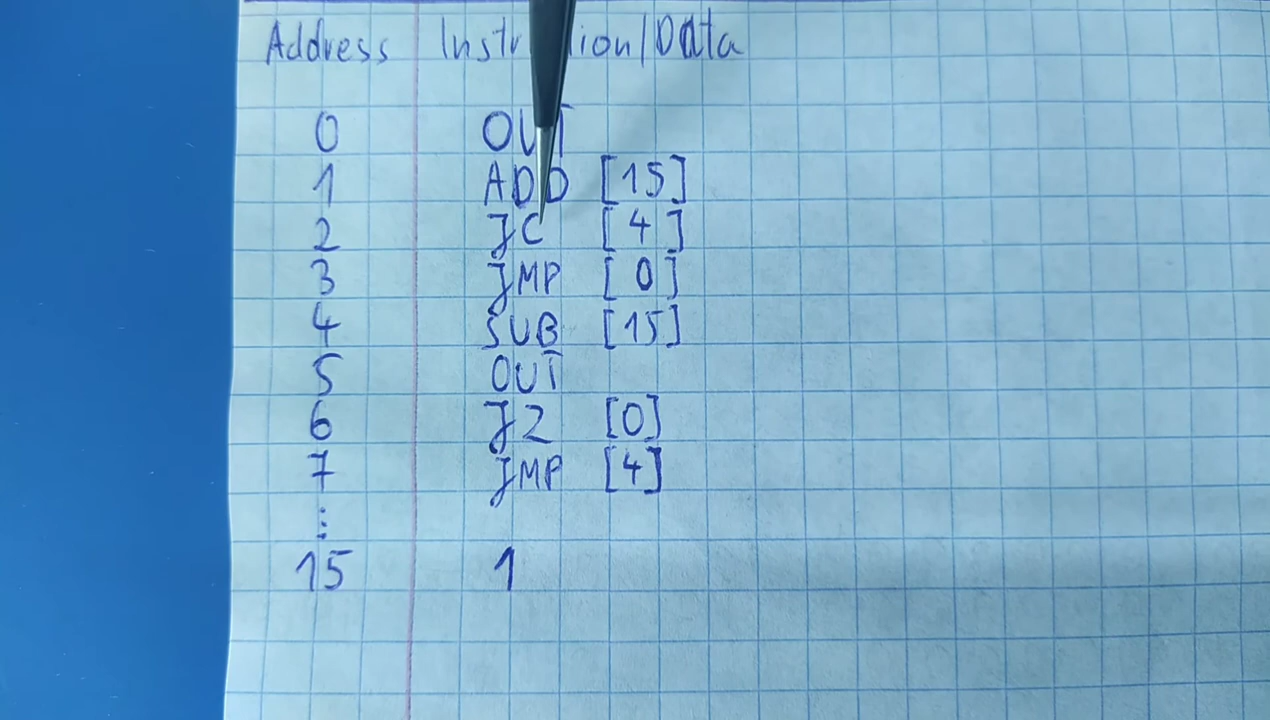 Address Instruction/Data
0 OUT
1 ADD [15]
2 JC [4]
3 JMP [0]
4 SUB [15]
5 OUT
6 JZ [0]
7 JMP [4]
⋮
15 1